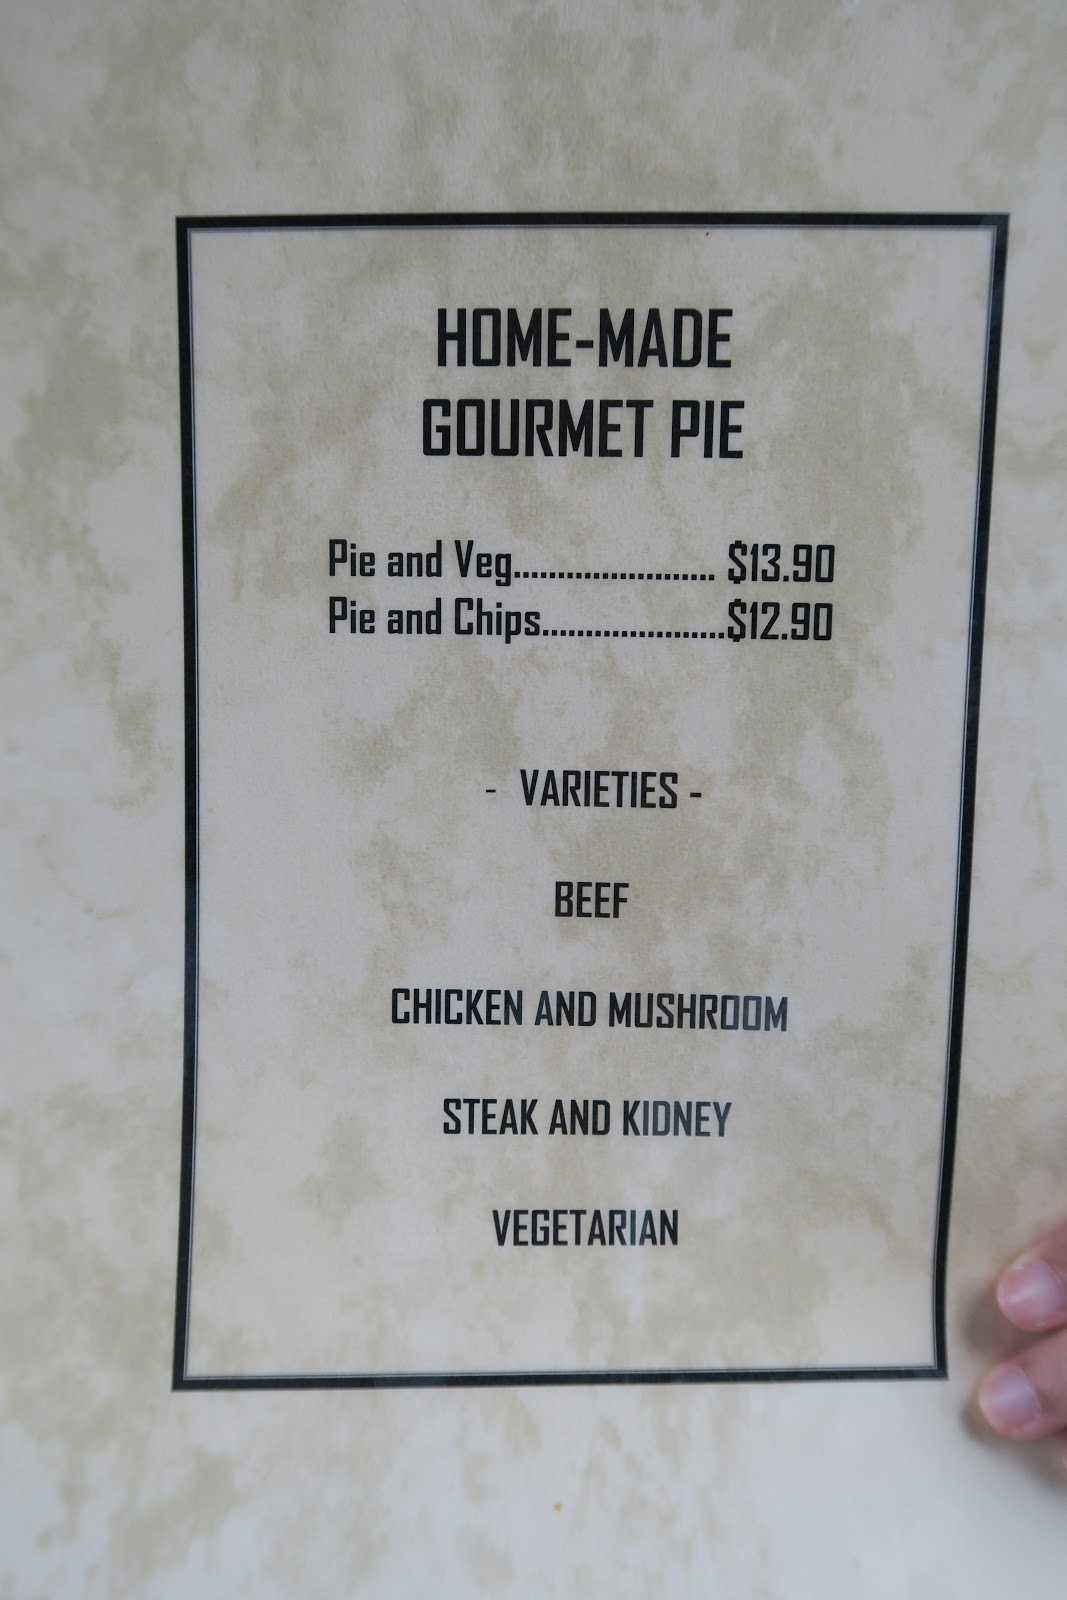 HOME-MADE
GOURMET PIE
Pie and Veg....................... $13.90
Pie and Chips.....................$12.90
- VARIETIES -
BEEF
CHICKEN AND MUSHROOM
STEAK AND KIDNEY
VEGETARIAN